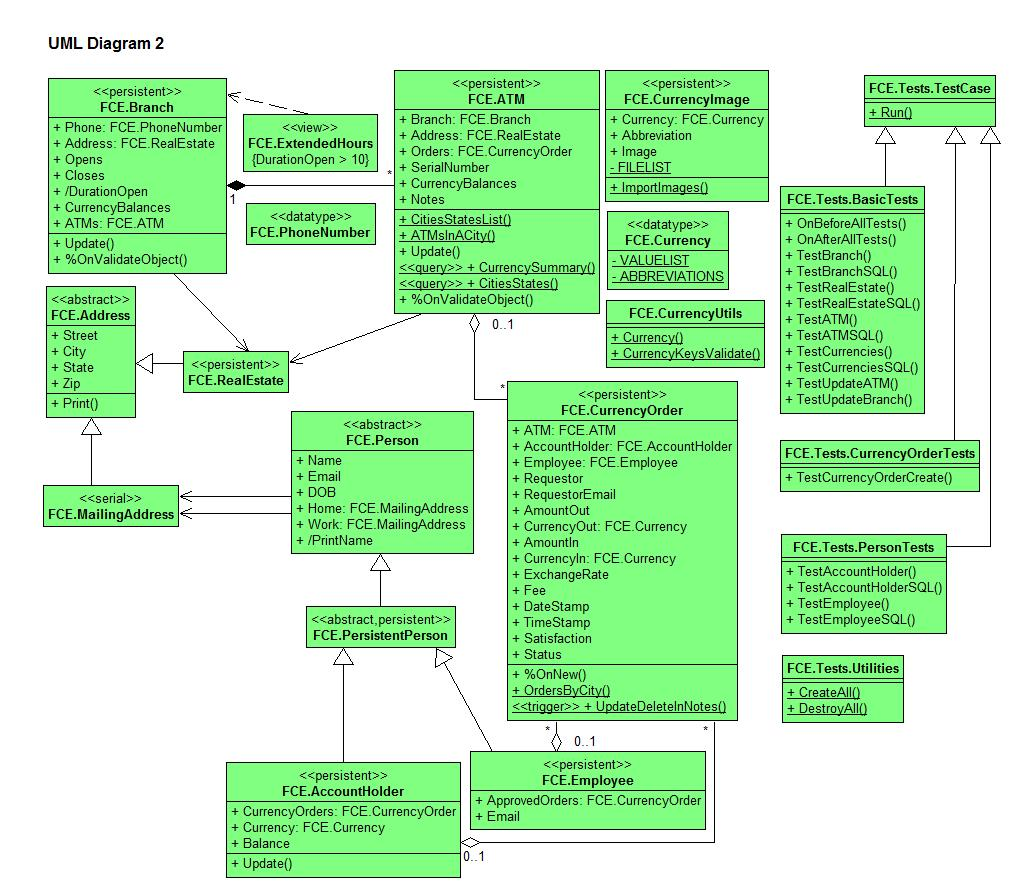 UML Diagram 2
<<persistent>>
FCE.Branch
+ Phone: FCE.PhoneNumber
+ Address: FCE.RealEstate
+ Opens
+ Closes
+ /DurationOpen
+ CurrencyBalances
+ ATMs: FCE.ATM
+ Update()
+ %OnValidateObject()
<<view>>
FCE.ExtendedHours
{DurationOpen > 10}
1
*
<<datatype>>
FCE.PhoneNumber
<<persistent>>
FCE.ATM
+ Branch: FCE.Branch
+ Address: FCE.RealEstate
+ Orders: FCE.CurrencyOrder
+ SerialNumber
+ CurrencyBalances
+ Notes
+ CitiesStatesList()
+ ATMsInACity()
+ Update()
<<query>> + CurrencySummary()
<<query>> + CitiesStates()
+ %OnValidateObject()
0..1
*
<<persistent>>
FCE.CurrencyImage
+ Currency: FCE.Currency
+ Abbreviation
+ Image
- FILELIST
+ ImportImages()
<<datatype>>
FCE.Currency
- VALUELIST
- ABBREVIATIONS
FCE.CurrencyUtils
+ Currency()
+ CurrencyKeysValidate()
FCE.Tests.TestCase
+ Run()
FCE.Tests.BasicTests
+ OnBeforeAllTests()
+ OnAfterAllTests()
+ TestBranch()
+ TestBranchSQL()
+ TestRealEstate()
+ TestRealEstateSQL()
+ TestATM()
+ TestATMSQL()
+ TestCurrencies()
+ TestCurrenciesSQL()
+ TestUpdateATM()
+ TestUpdateBranch()
<<abstract>>
FCE.Address
+ Street
+ City
+ State
+ Zip
+ Print()
<<persistent>>
FCE.RealEstate
<<serial>>
FCE.MailingAddress
<<abstract>>
FCE.Person
+ Name
+ Email
+ DOB
+ Home: FCE.MailingAddress
+ Work: FCE.MailingAddress
+ /PrintName
<<persistent>>
FCE.CurrencyOrder
+ ATM: FCE.ATM
+ AccountHolder: FCE.AccountHolder
+ Employee: FCE.Employee
+ Requestor
+ RequestorEmail
+ AmountOut
+ CurrencyOut: FCE.Currency
+ AmountIn
+ CurrencyIn: FCE.Currency
+ ExchangeRate
+ Fee
+ DateStamp
+ TimeStamp
+ Satisfaction
+ Status
+ %OnNew()
+ OrdersByCity()
<<trigger>> + UpdateDeleteInNotes()
FCE.Tests.CurrencyOrderTests
+ TestCurrencyOrderCreate()
FCE.Tests.PersonTests
+ TestAccountHolder()
+ TestAccountHolderSQL()
+ TestEmployee()
+ TestEmployeeSQL()
FCE.Tests.Utilities
+ CreateAll()
+ DestroyAll()
<<abstract,persistent>>
FCE.PersistentPerson
*
0..1
*
<<persistent>>
FCE.AccountHolder
+ CurrencyOrders: FCE.CurrencyOrder
+ Currency: FCE.Currency
+ Balance
+ Update()
<<persistent>>
FCE.Employee
+ ApprovedOrders: FCE.CurrencyOrder
+ Email
0..1